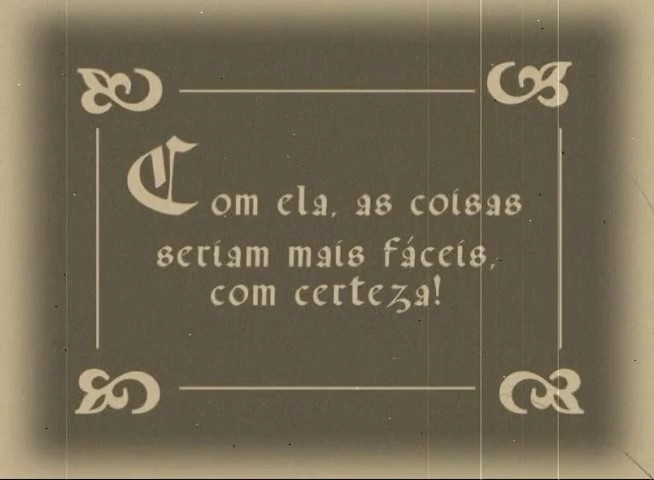 Com ela, as coisas
seriam mais fáceis,
com certeza!